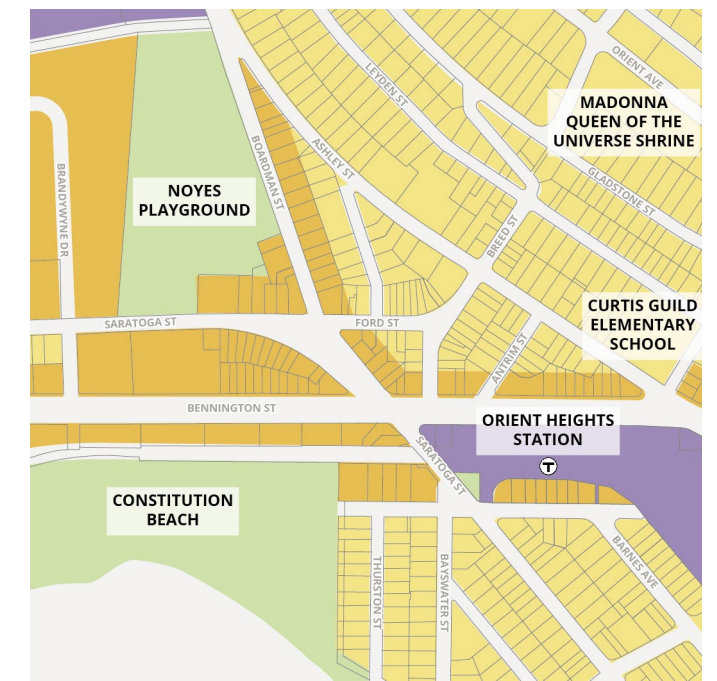 ORIENT AVE
LEYDEN ST
MADONNA
QUEEN OF THE
UNIVERSE SHRINE
BOARDMAN ST
ASHLEY ST
BRANDYWYNE DR
NOYES
PLAYGROUND
GLADSTONE ST
BREED ST
CURTIS GUILD
ELEMENTARY
SCHOOL
SARATOGA ST
FORD ST
ANTRIM ST
BENNINGTON ST
ORIENT HEIGHTS
STATION
T
SARATOGA ST
CONSTITUTION
BEACH
THURSTON ST
BAYSWATER ST
BARNES AVE